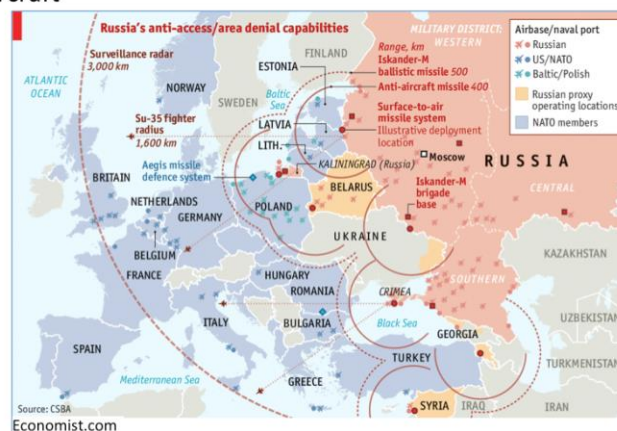 craft
Russia's anti-access/area denial capabilities
Surveillance radar
3,000 km
ATLANTIC
OCEAN
NORWAY
SWEDEN
FINLAND
ESTONIA
Baltic
Sea
MILITARY DISTRICT:
WESTERN
Range, km
Iskander-M
ballistic missile 500
Anti-aircraft missile 400
Surface-to-air
missile system
Illustrative deployment
location
Airbase/naval port
Russian
US/NATO
Baltic/Polish
Russian proxy
operating locations
NATO members
Su-35 fighter
radius
1,600 km
LATVIA
LITH.
Aegis missile
defence system
KALININGRAD (Russia)
Moscow
RUSSIA
BRITAIN
NETHERLANDS
GERMANY
POLAND
BELARUS
Iskander-M
brigade
base
CENTRAL
BELGIUM
FRANCE
UKRAINE
KAZAKHSTAN
HUNGARY
ROMANIA
CRIMEA
SOUTHERN
ITALY
BULGARIA
Black Sea
GEORGIA
UZBEKISTAN
SPAIN
TURKEY
TURKMENISTAN
Mediterranean Sea
GREECE
SYRIA
IRAQ
IRAN
Source: CSBA
Economist.com